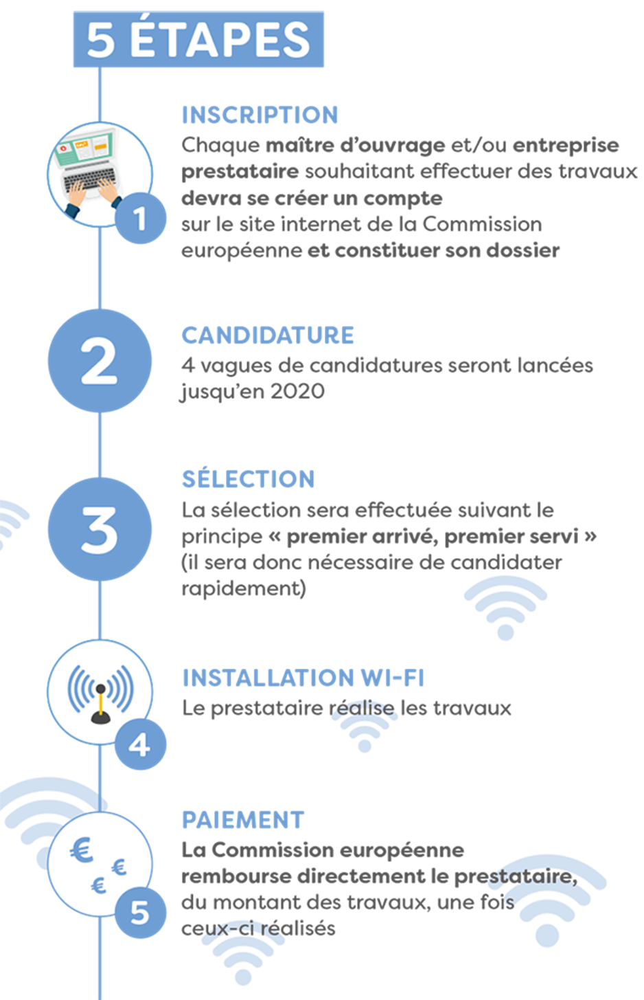 5 ÉTAPES
INSCRIPTION
Chaque maître d'ouvrage et/ou entreprise
prestataire souhaitant effectuer des travaux
devra se créer un compte
sur le site internet de la Commission
européenne et constituer son dossier
1
CANDIDATURE
2
4 vagues de candidatures seront lancées
jusqu'en 2020
SÉLECTION
La sélection sera effectuée suivant le
3
principe « premier arrivé, premier servi »
(il sera donc nécessaire de candidater
rapidement)
INSTALLATION WI-FI
Le prestataire réalise les travaux
4
PAIEMENT
La Commission européenne
rembourse directement le prestataire,
du montant des travaux, une fois
ceux-ci réalisés
€
€
€
5